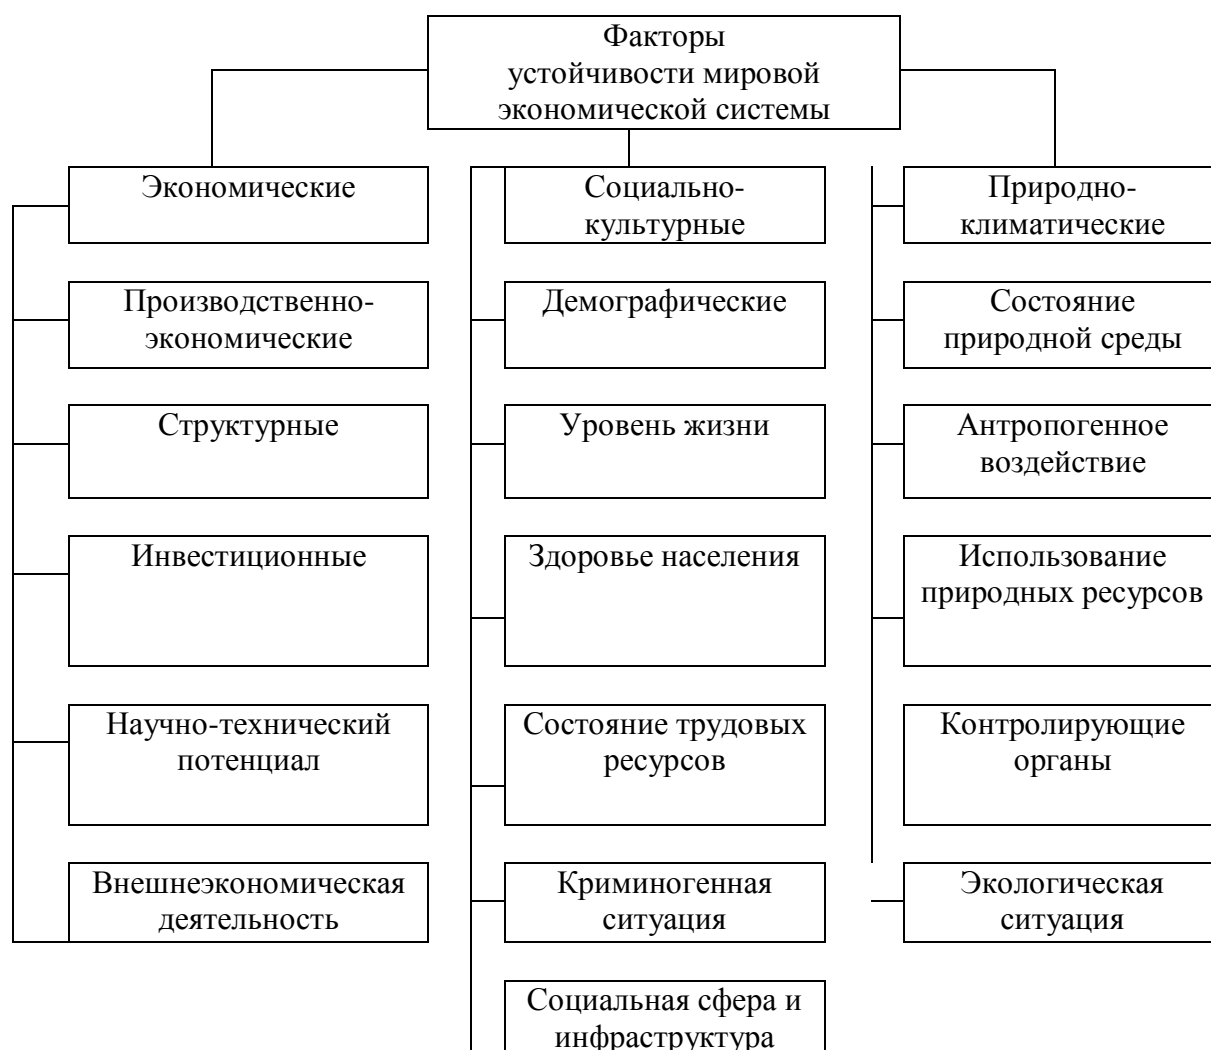 Факторы
устойчивости мировой
экономической системы
Экономические
Социально-
культурные
Природно-
климатические
Производственно-
экономические
Демографические
Состояние
природной среды
Структурные
Уровень жизни
Антропогенное
воздействие
Инвестиционные
Здоровье населения
Использование
природных ресурсов
Научно-технический
потенциал
Состояние трудовых
ресурсов
Контролирующие
органы
Внешнеэкономическая
деятельность
Криминогенная
ситуация
Экологическая
ситуация
Социальная сфера и
инфраструктура